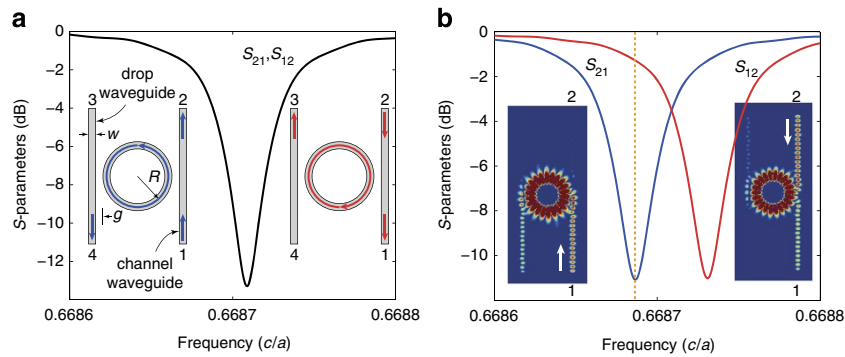 a
S-parameters (dB)
0
−2
−4
−6
−8
−10
−12
S21,S12
drop
waveguide
3
2
w
R
g
4
1
channel
waveguide
3
2
4
1
0.6686
0.6687
0.6688
Frequency (c/a)
b
S-parameters (dB)
0
−2
−4
−6
−8
−10
S21
S12
2
1
2
1
0.6686
0.6687
0.6688
Frequency (c/a)